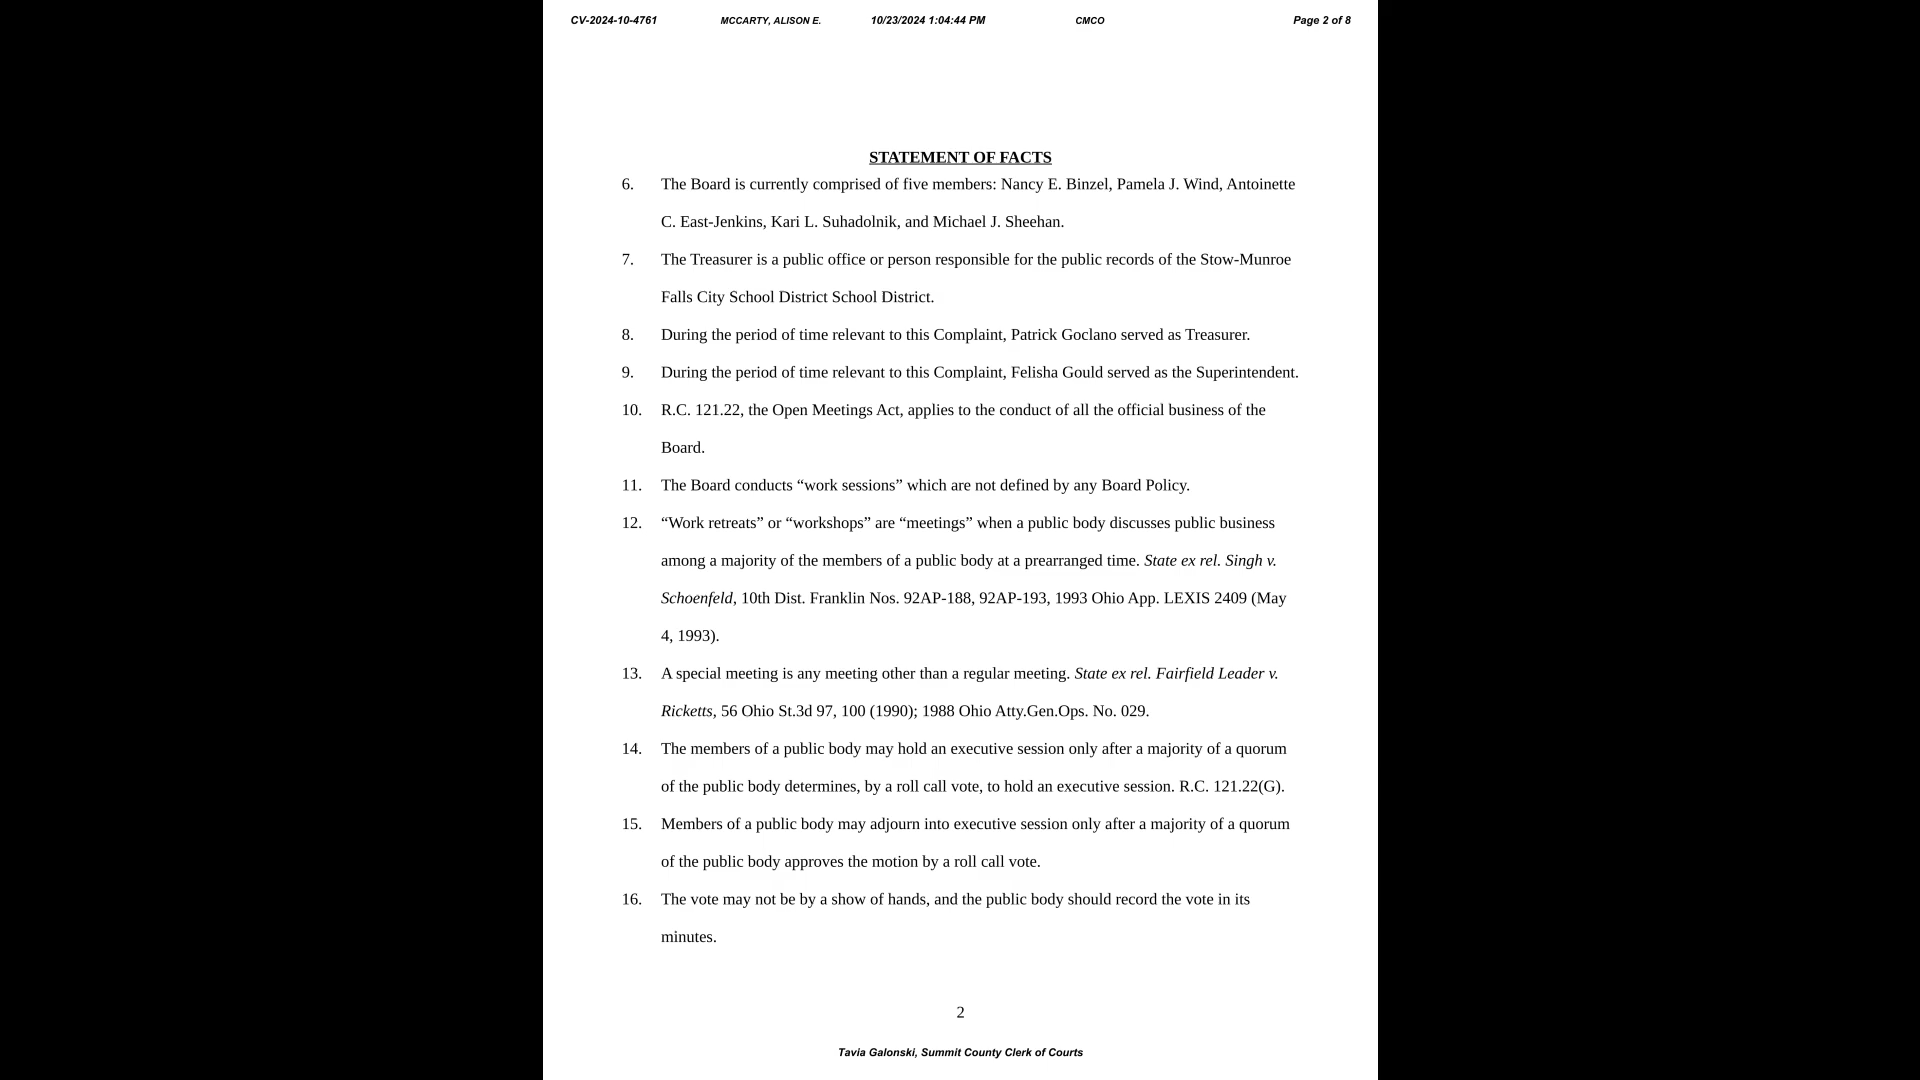 CV-2024-10-4761 MCCARTY, ALISON E. 10/23/2024 1:04:44 PM CMCO Page 2 of 8
STATEMENT OF FACTS
6. The Board is currently comprised of five members: Nancy E. Binzel, Pamela J. Wind, Antoinette
C. East-Jenkins, Kari L. Suhadolnik, and Michael J. Sheehan.
7. The Treasurer is a public office or person responsible for the public records of the Stow-Munroe
Falls City School District School District.
8. During the period of time relevant to this Complaint, Patrick Goclano served as Treasurer.
9. During the period of time relevant to this Complaint, Felisha Gould served as the Superintendent.
10. R.C. 121.22, the Open Meetings Act, applies to the conduct of all the official business of the
Board.
11. The Board conducts “work sessions” which are not defined by any Board Policy.
12. “Work retreats” or “workshops” are “meetings” when a public body discusses public business
among a majority of the members of a public body at a prearranged time. State ex rel. Singh v.
Schoenfeld, 10th Dist. Franklin Nos. 92AP-188, 92AP-193, 1993 Ohio App. LEXIS 2409 (May
4, 1993).
13. A special meeting is any meeting other than a regular meeting. State ex rel. Fairfield Leader v.
Ricketts, 56 Ohio St.3d 97, 100 (1990); 1988 Ohio Atty.Gen.Ops. No. 029.
14. The members of a public body may hold an executive session only after a majority of a quorum
of the public body determines, by a roll call vote, to hold an executive session. R.C. 121.22(G).
15. Members of a public body may adjourn into executive session only after a majority of a quorum
of the public body approves the motion by a roll call vote.
16. The vote may not be by a show of hands, and the public body should record the vote in its
minutes.
2
Tavia Galonski, Summit County Clerk of Courts